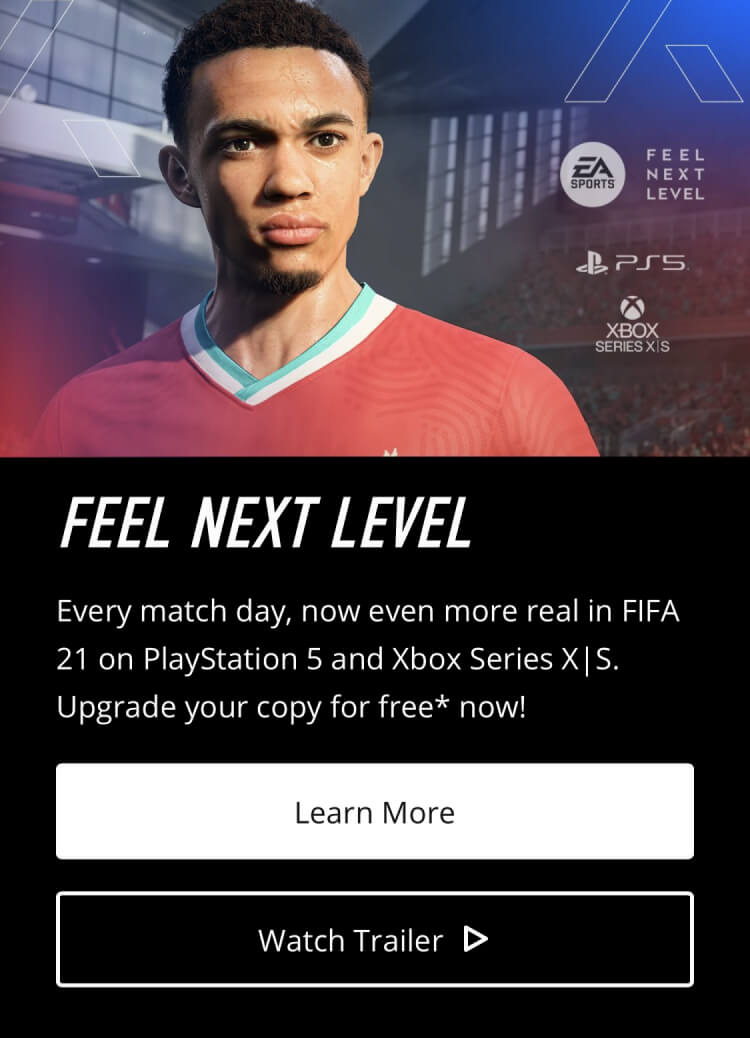 EA
SPORTS
FEEL
NEXT
LEVEL
PS5
XBOX
SERIES X|S
FEEL NEXT LEVEL
Every match day, now even more real in FIFA
21 on PlayStation 5 and Xbox Series X|S.
Upgrade your copy for free* now!
Learn More
Watch Trailer